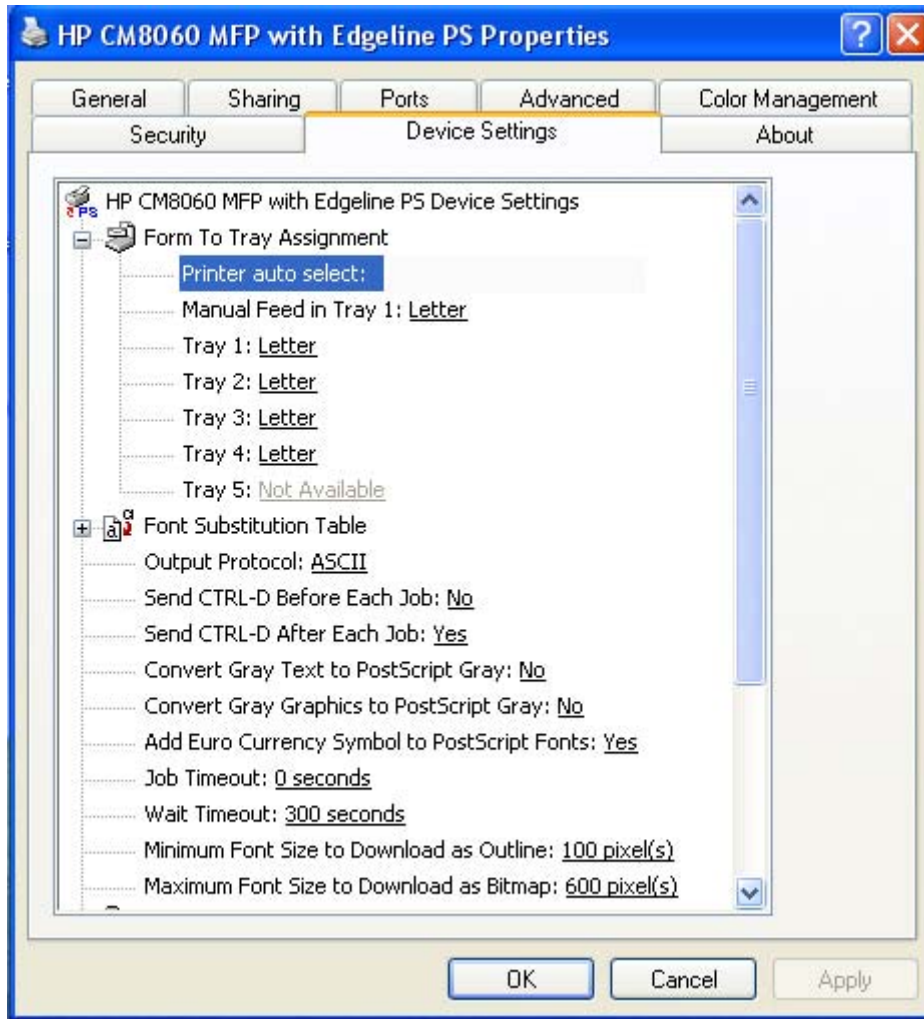 HP CM8060 MFP with Edgeline PS Properties
General Sharing Ports Advanced Color Management
Security Device Settings About
PS HP CM8060 MFP with Edgeline PS Device Settings
Form To Tray Assignment
Printer auto select:
Manual Feed in Tray 1: Letter
Tray 1: Letter
Tray 2: Letter
Tray 3: Letter
Tray 4: Letter
Tray 5: Not Available
Font Substitution Table
Output Protocol: ASCII
Send CTRL-D Before Each Job: No
Send CTRL-D After Each Job: Yes
Convert Gray Text to PostScript Gray: No
Convert Gray Graphics to PostScript Gray: No
Add Euro Currency Symbol to PostScript Fonts: Yes
Job Timeout: 0 seconds
Wait Timeout: 300 seconds
Minimum Font Size to Download as Outline: 100 pixel(s)
Maximum Font Size to Download as Bitmap: 600 pixel(s)
OK Cancel Apply